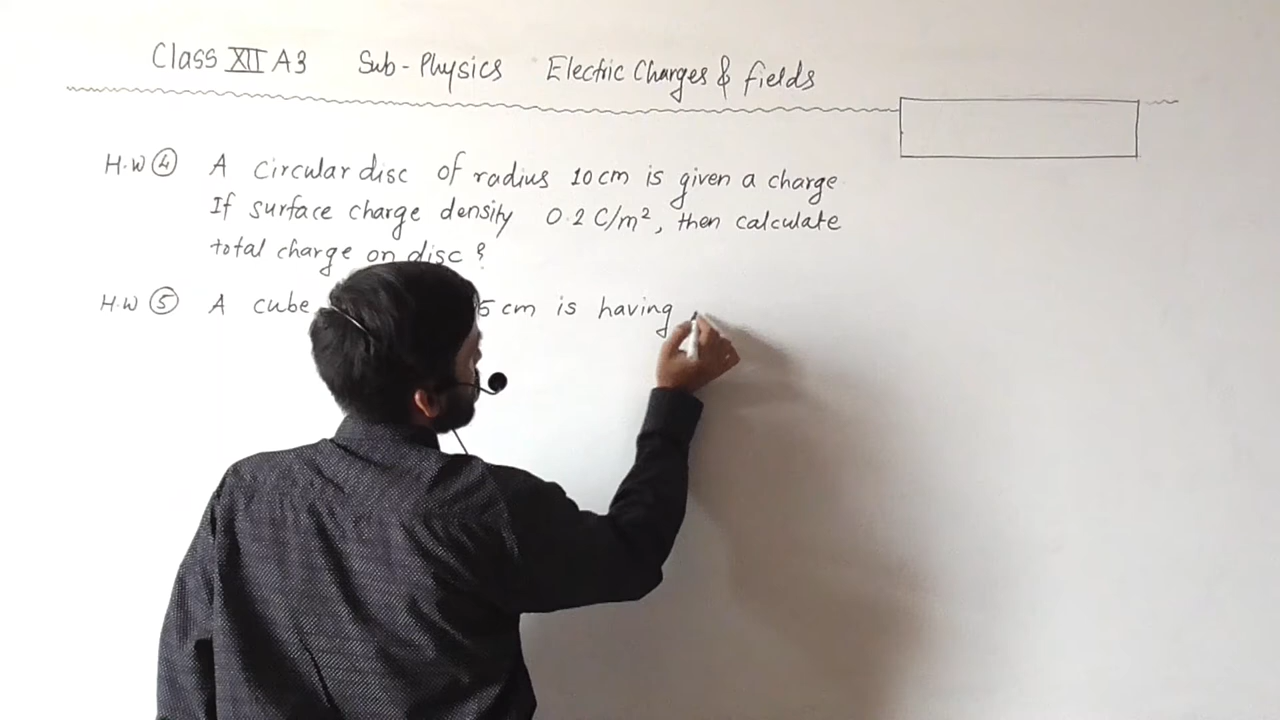 Class XII A3 Sub - Physics Electric Charges & fields
H.W ④ A Circular disc of radius 10 cm is given a charge
If surface charge density 0.2 C/m², then calculate
total charge on disc ?
H.W ⑤ A cube 5 cm is having